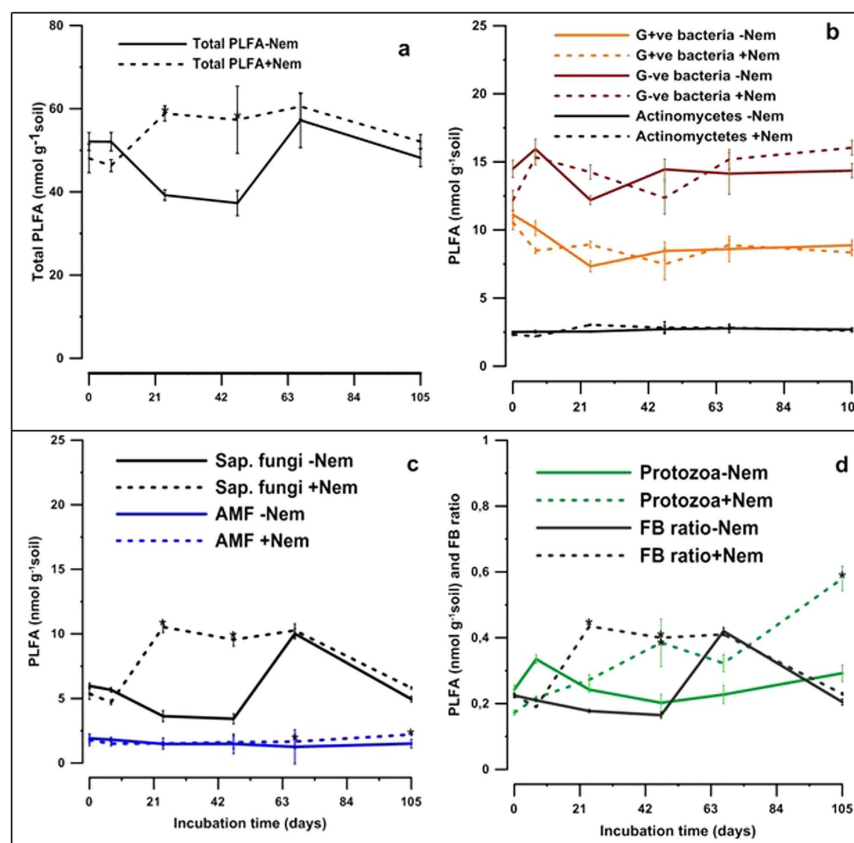 Total PLFA-Nem
Total PLFA+Nem
a
Total PLFA (nmol g⁻¹soil)
80
60
40
20
0
0 21 42 63 84 105
G+ve bacteria -Nem
G+ve bacteria +Nem
G-ve bacteria -Nem
G-ve bacteria +Nem
Actinomycetes -Nem
Actinomyctetes +Nem
b
PLFA (nmol g⁻¹soil)
25
20
15
10
5
0
0 21 42 63 84 10
Sap. fungi -Nem
Sap. fungi +Nem
AMF -Nem
AMF +Nem
c
PLFA (nmol g⁻¹soil)
25
20
15
10
5
0
0 21 42 63 84 105
Incubation time (days)
Protozoa-Nem
Protozoa+Nem
FB ratio-Nem
FB ratio+Nem
d
PLFA (nmol g⁻¹soil) and FB ratio
1
0,8
0,6
0,4
0,2
0
0 21 42 63 84 105
Incubation time (days)